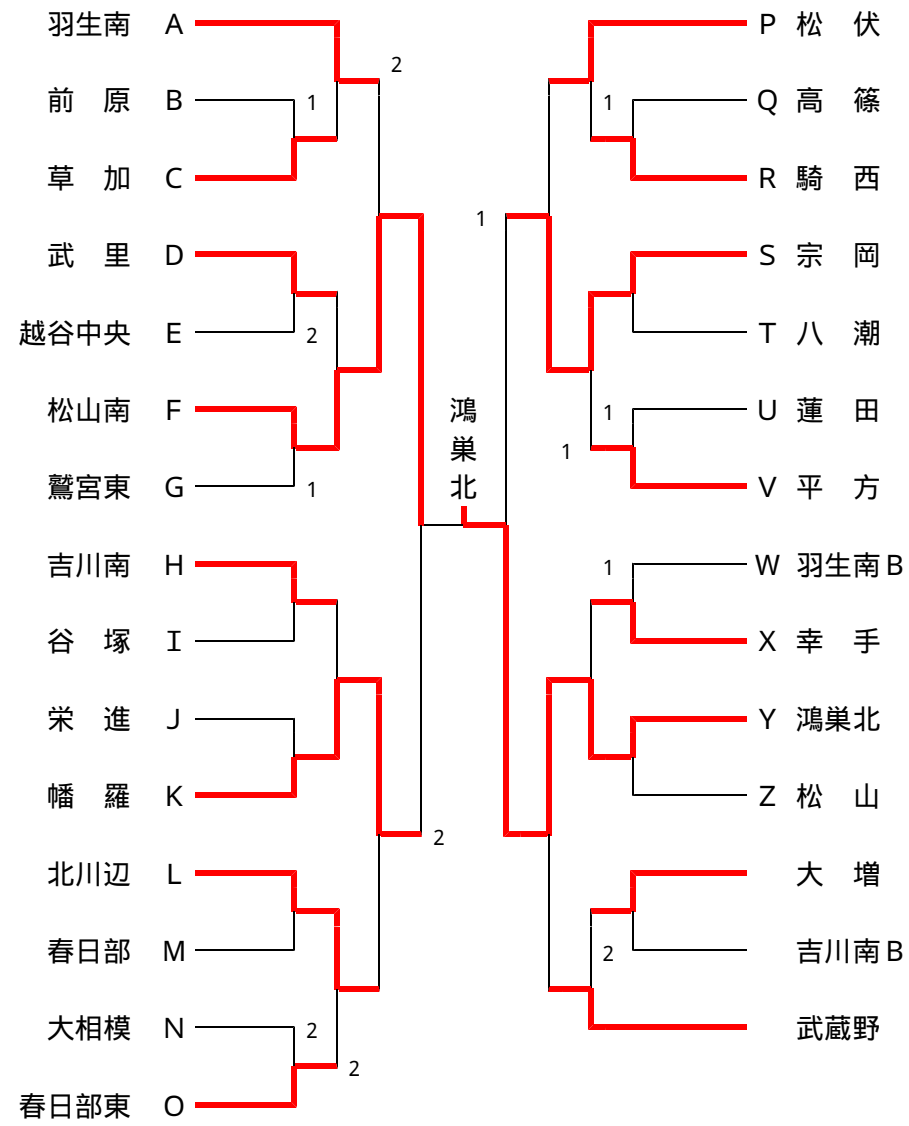 羽生南 A
2
前 原 B
1
草 加 C
武 里 D
越谷中央 E
2
松山南 F
鷲宮東 G
1
吉川南 H
谷 塚 I
栄 進 J
幡 羅 K
2
北川辺 L
春日部 M
大相模 N
2
2
春日部東 O
鴻巣北
P 松 伏
1
Q 高 篠
R 騎 西
1
S 宗 岡
T 八 潮
1
U 蓮 田
1
V 平 方
1
W 羽生南B
X 幸 手
Y 鴻巣北
Z 松 山
大 増
2
吉川南B
武蔵野